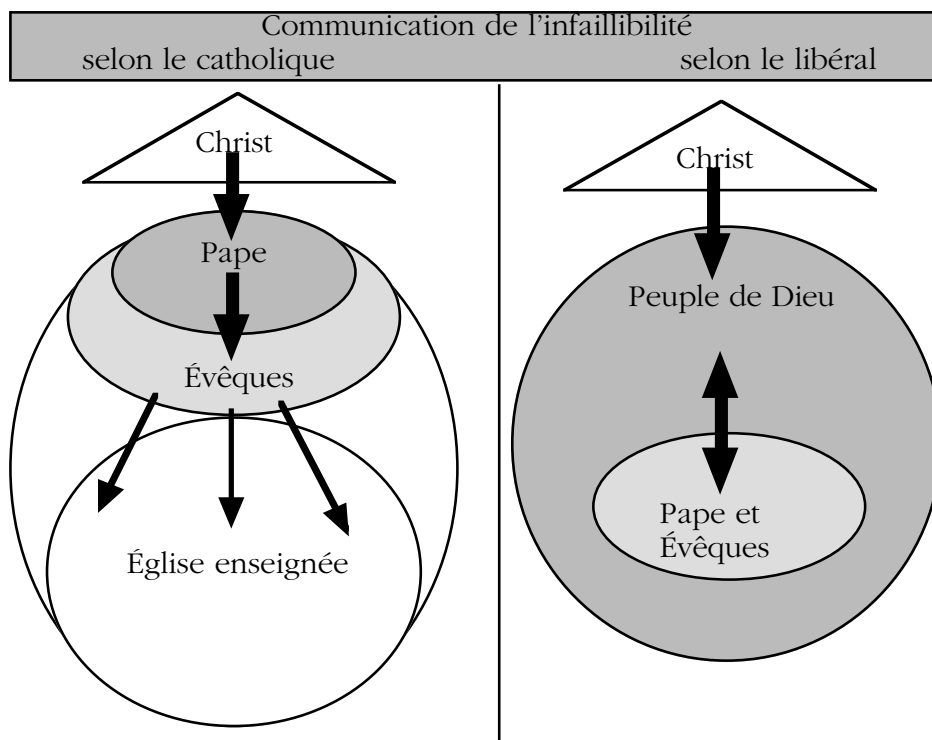 Communication de l'infaillibilité
selon le catholique
selon le libéral
Christ
Pape
Évêques
Église enseignée
Christ
Peuple de Dieu
Pape et
Évêques